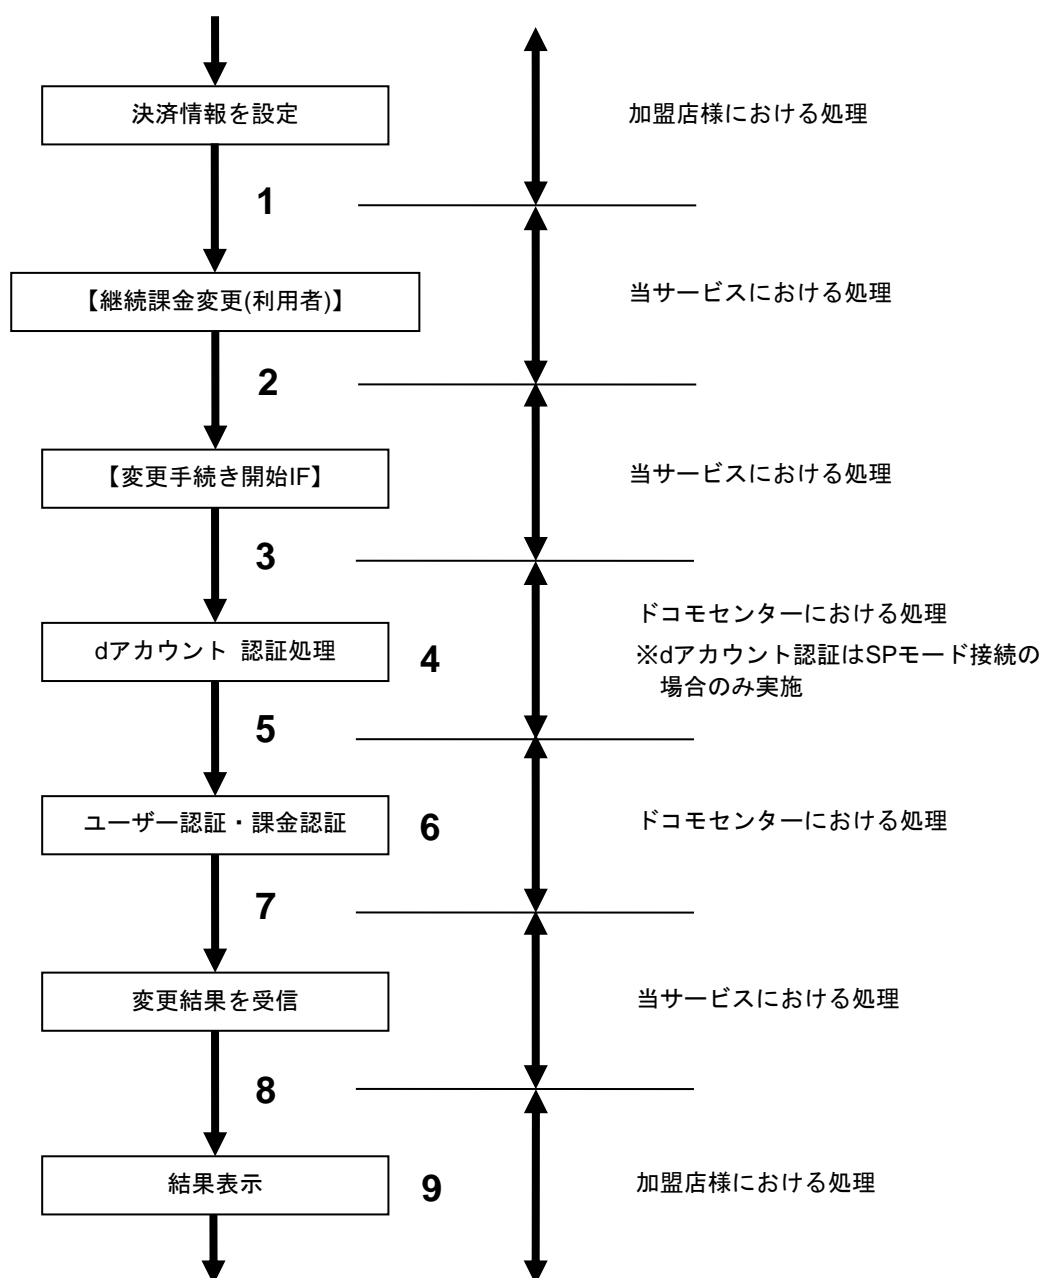 決済情報を設定
加盟店様における処理
1
【継続課金変更(利用者)】
当サービスにおける処理
2
【変更手続き開始IF】
当サービスにおける処理
3
dアカウント 認証処理
4
ドコモセンターにおける処理
※dアカウント認証はSPモード接続の
場合のみ実施
5
ユーザー認証・課金認証
6
ドコモセンターにおける処理
7
変更結果を受信
当サービスにおける処理
8
結果表示
9
加盟店様における処理